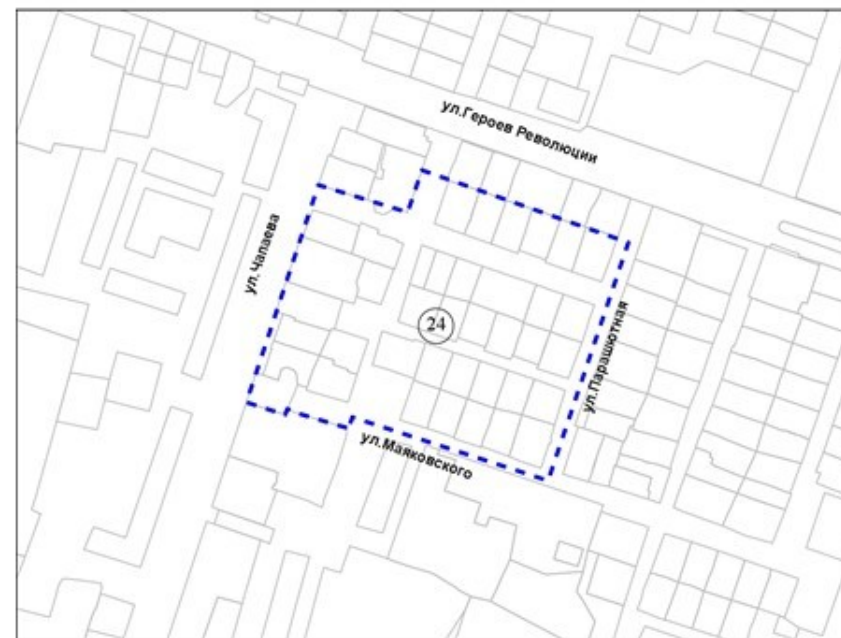 ул.Героев Революции
ул.Чапаева
24
ул.Парашютная
ул.Маяковского